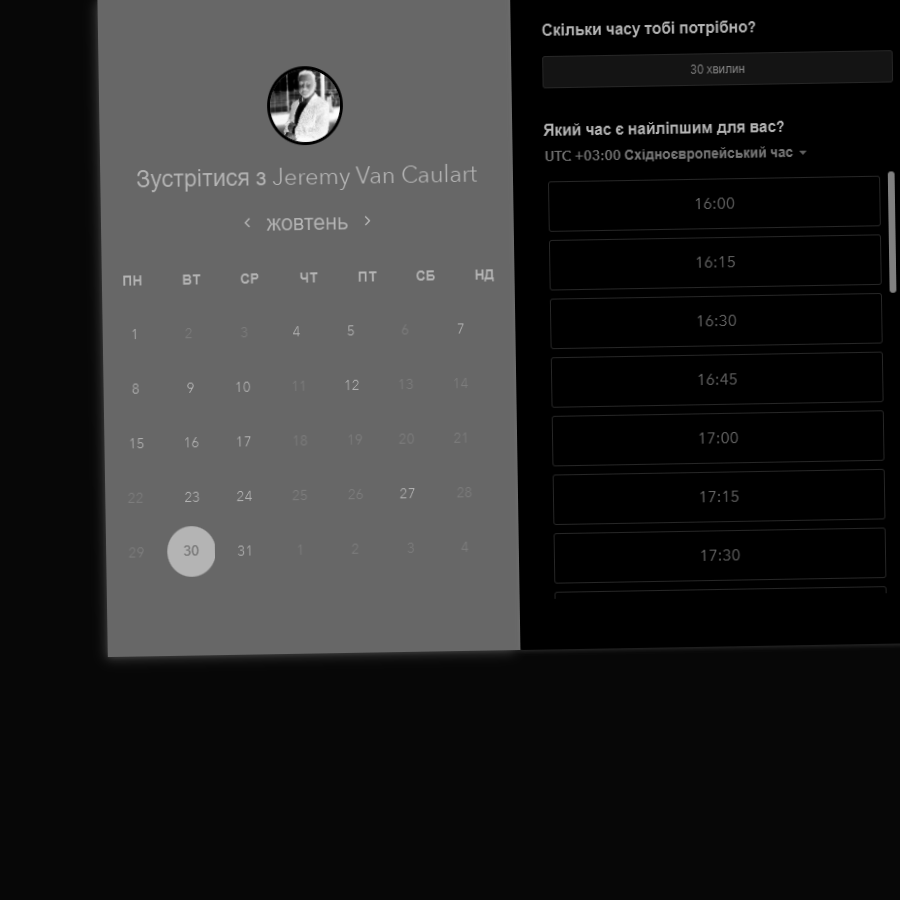 Зустрітися з Jeremy Van Caulart
жовтень
ПН ВТ СР ЧТ ПТ СБ НД
1 2 3 4 5 6 7
8 9 10 11 12 13 14
15 16 17 18 19 20 21
22 23 24 25 26 27 28
29 30 31 1 2 3 4
Скільки часу тобі потрібно?
30 хвилин
Який час є найліпшим для вас?
UTC +03:00 Східноєвропейський час
16:00
16:15
16:30
16:45
17:00
17:15
17:30